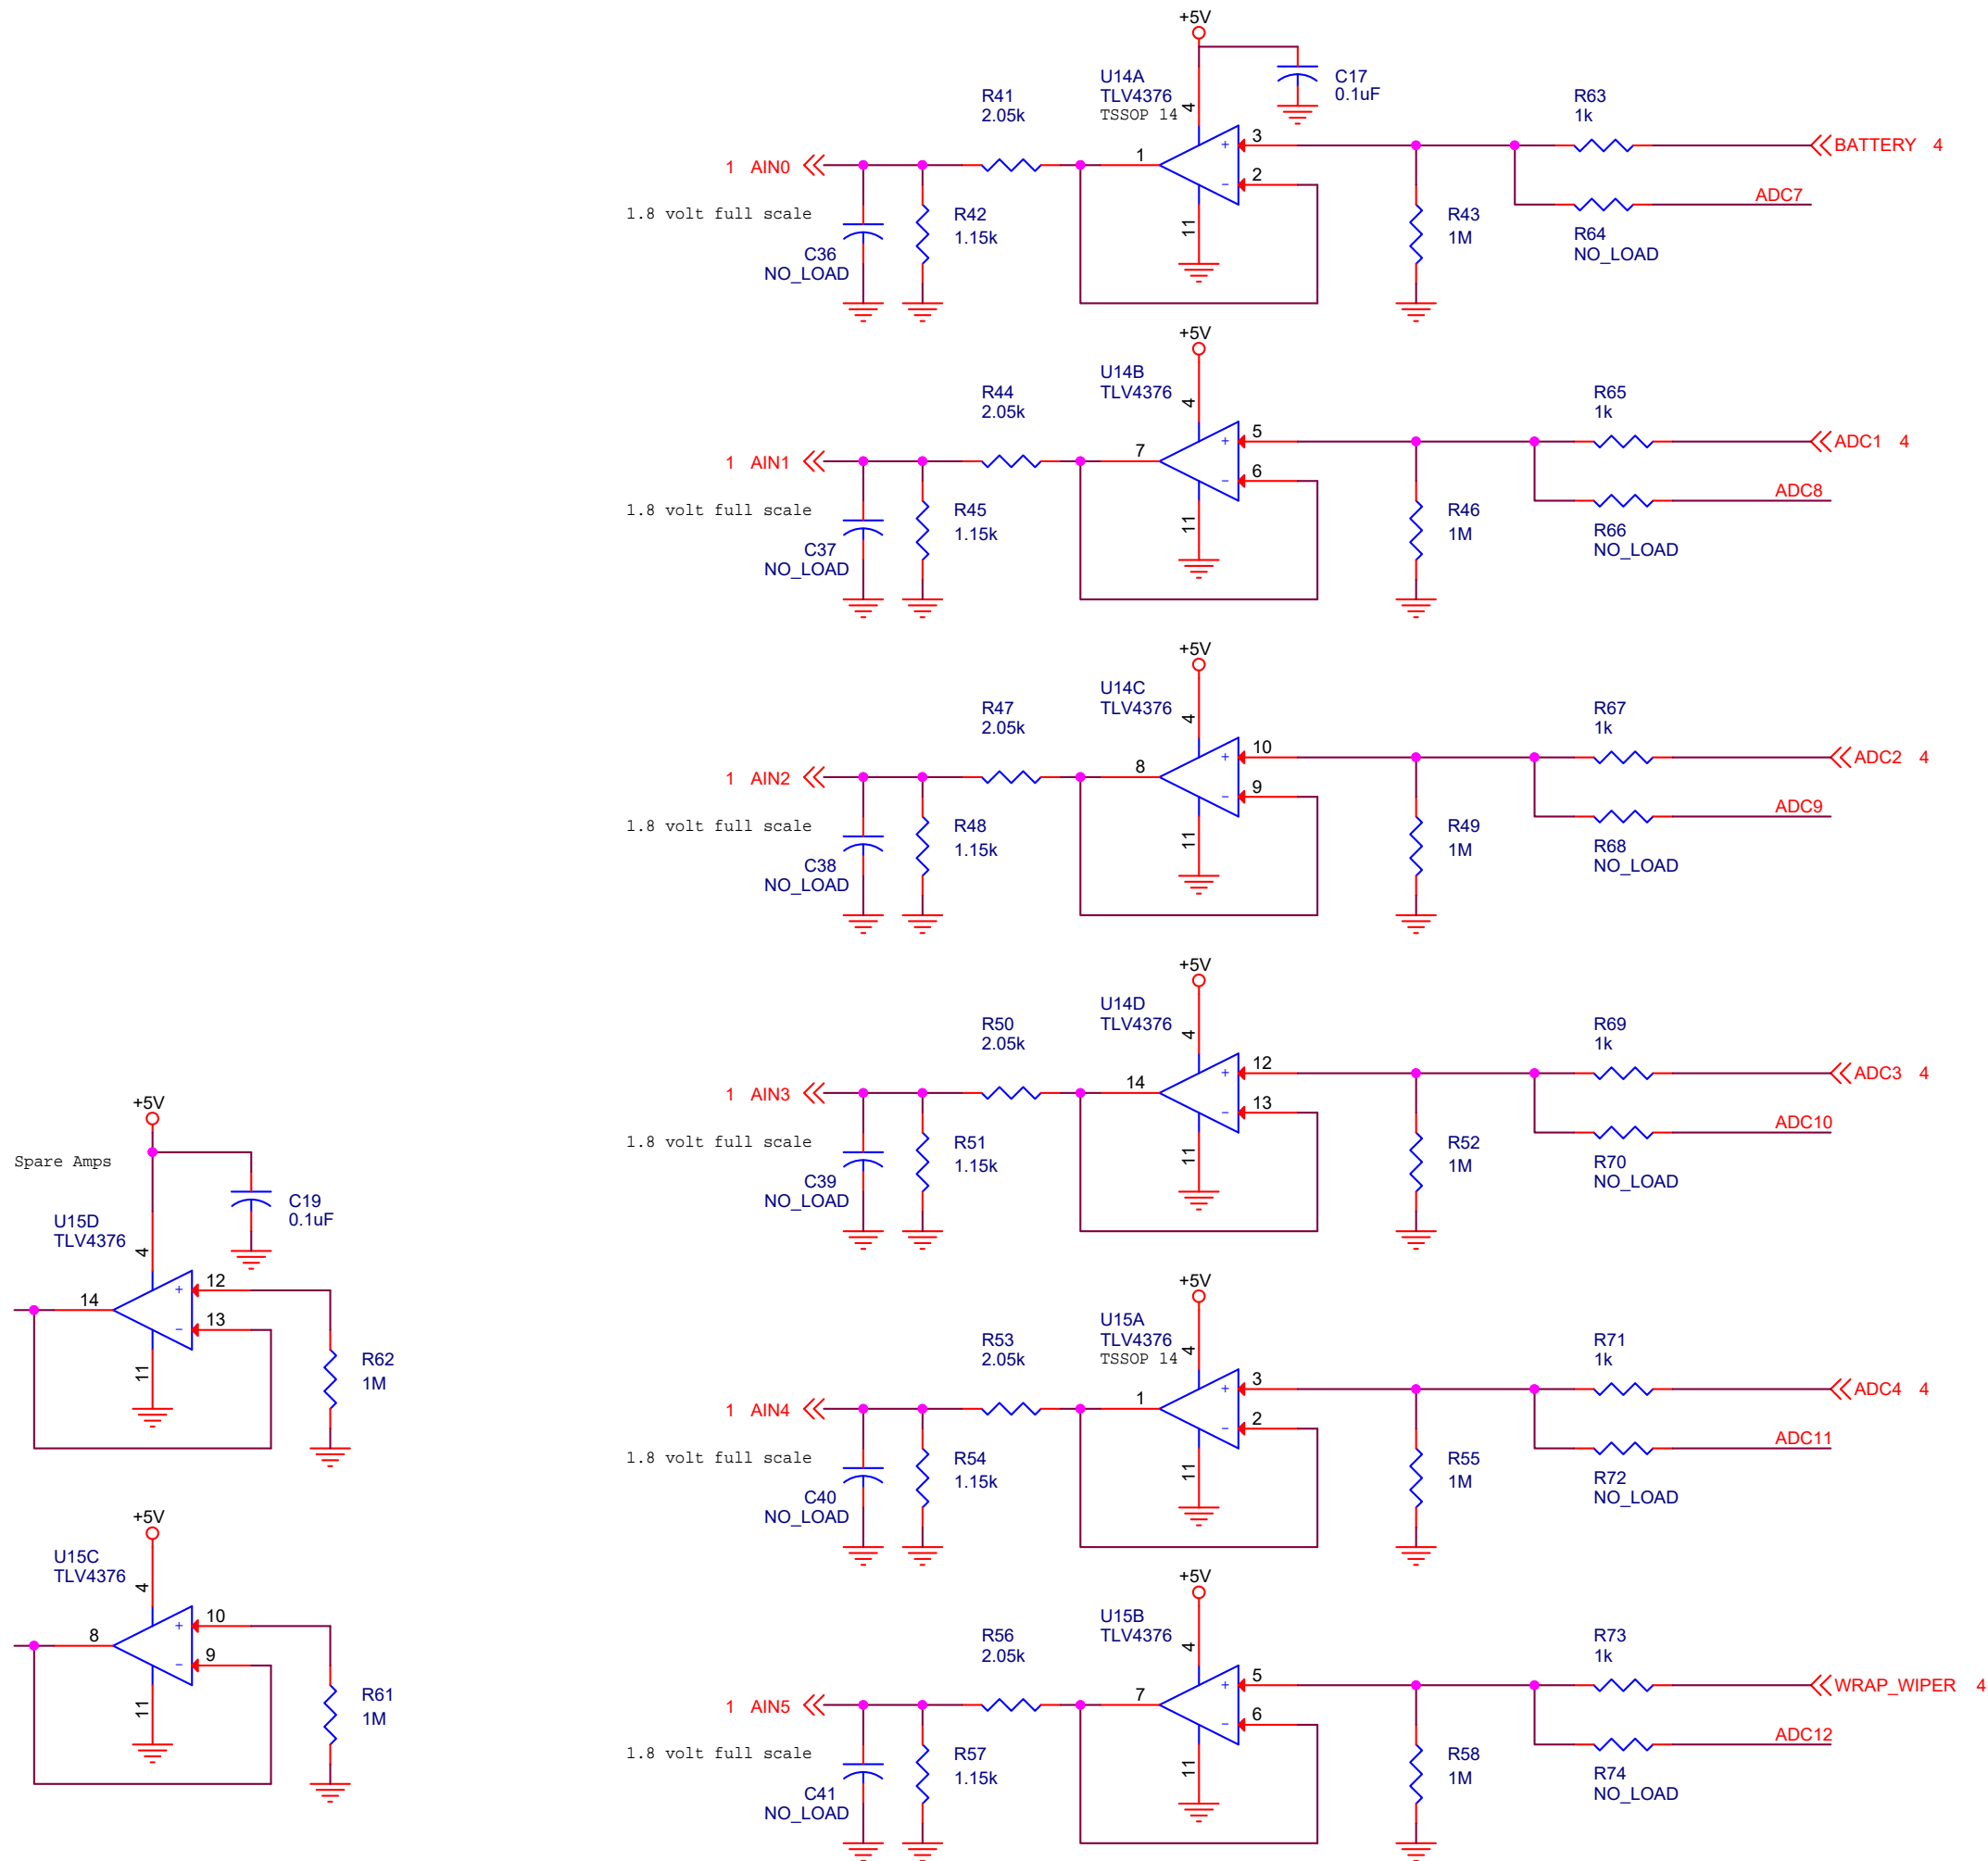 +5V
U14A
TLV4376
TSSOP 14
C17
0.1uF
R41
2.05k
R63
1k
4
3
1
2
11
1 AIN0
BATTERY 4
ADC7
1.8 volt full scale
R42
1.15k
R43
1M
R64
NO_LOAD
C36
NO_LOAD
+5V
U14B
TLV4376
R44
2.05k
R65
1k
4
5
7
6
11
1 AIN1
ADC1 4
ADC8
1.8 volt full scale
R45
1.15k
R46
1M
R66
NO_LOAD
C37
NO_LOAD
+5V
U14C
TLV4376
R47
2.05k
R67
1k
4
10
8
9
11
1 AIN2
ADC2 4
ADC9
1.8 volt full scale
R48
1.15k
R49
1M
R68
NO_LOAD
C38
NO_LOAD
+5V
U14D
TLV4376
R50
2.05k
R69
1k
4
12
14
13
11
1 AIN3
ADC3 4
ADC10
1.8 volt full scale
R51
1.15k
R52
1M
R70
NO_LOAD
C39
NO_LOAD
+5V
Spare Amps
C19
0.1uF
U15D
TLV4376
4
12
14
13
11
R62
1M
+5V
U15A
TLV4376
TSSOP 14
R53
2.05k
R71
1k
4
3
1
2
11
1 AIN4
ADC4 4
ADC11
1.8 volt full scale
R54
1.15k
R55
1M
R72
NO_LOAD
C40
NO_LOAD
+5V
U15C
TLV4376
4
10
8
9
11
R61
1M
+5V
U15B
TLV4376
R56
2.05k
R73
1k
4
5
7
6
11
1 AIN5
WRAP_WIPER 4
ADC12
1.8 volt full scale
R57
1.15k
R58
1M
R74
NO_LOAD
C41
NO_LOAD